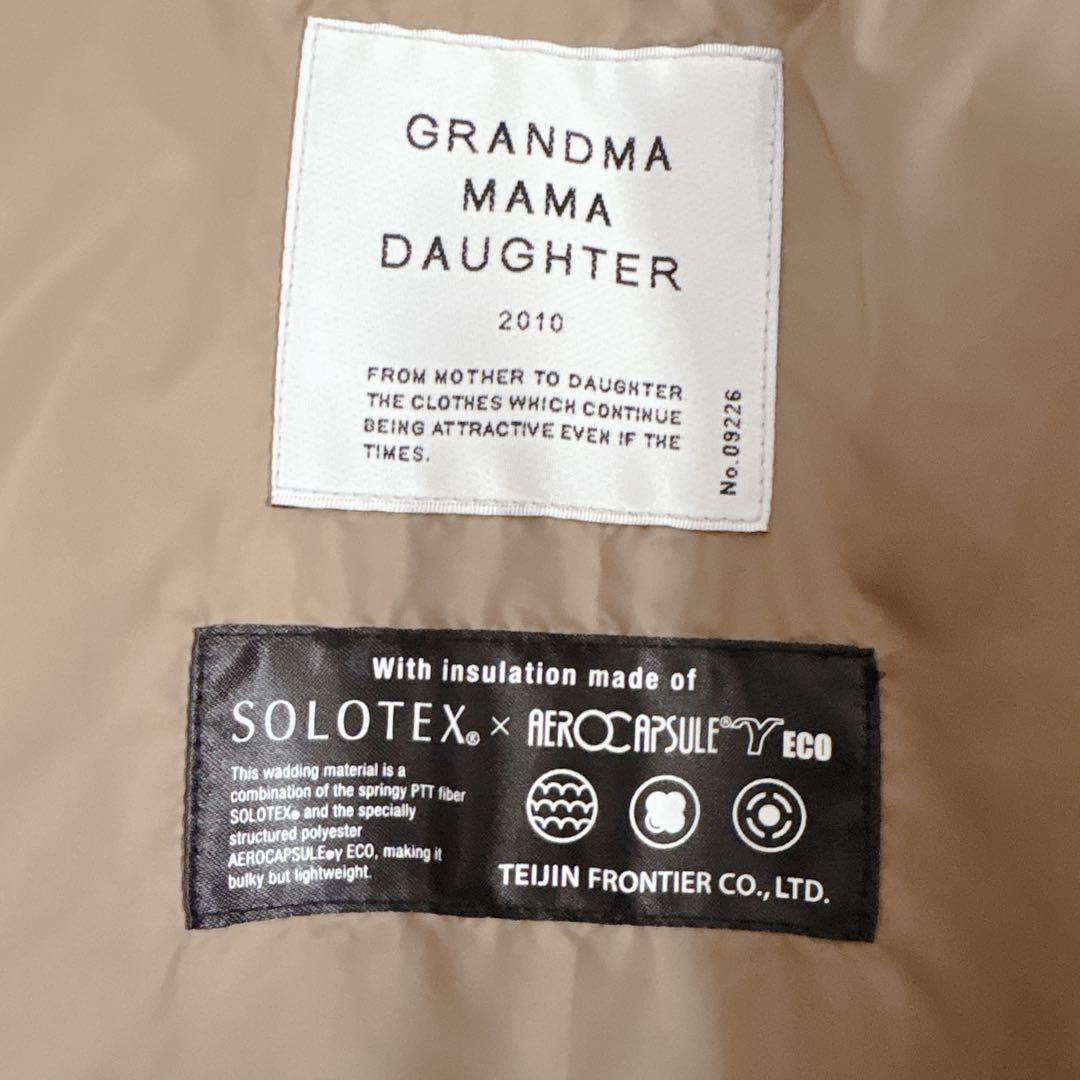 GRANDMA
MAMA
DAUGHTER
2010
FROM MOTHER TO DAUGHTER
THE CLOTHES WHICH CONTINUE
BEING ATTRACTIVE EVEN IF THE
TIMES.
No.09226
With insulation made of
SOLOTEX® × AEROCAPSULE®γ ECO
This wadding material is a
combination of the springy PTT fiber
SOLOTEX® and the specially
structured polyester
AEROCAPSULE®γ ECO, making it
bulky but lightweight.
TEIJIN FRONTIER CO., LTD.